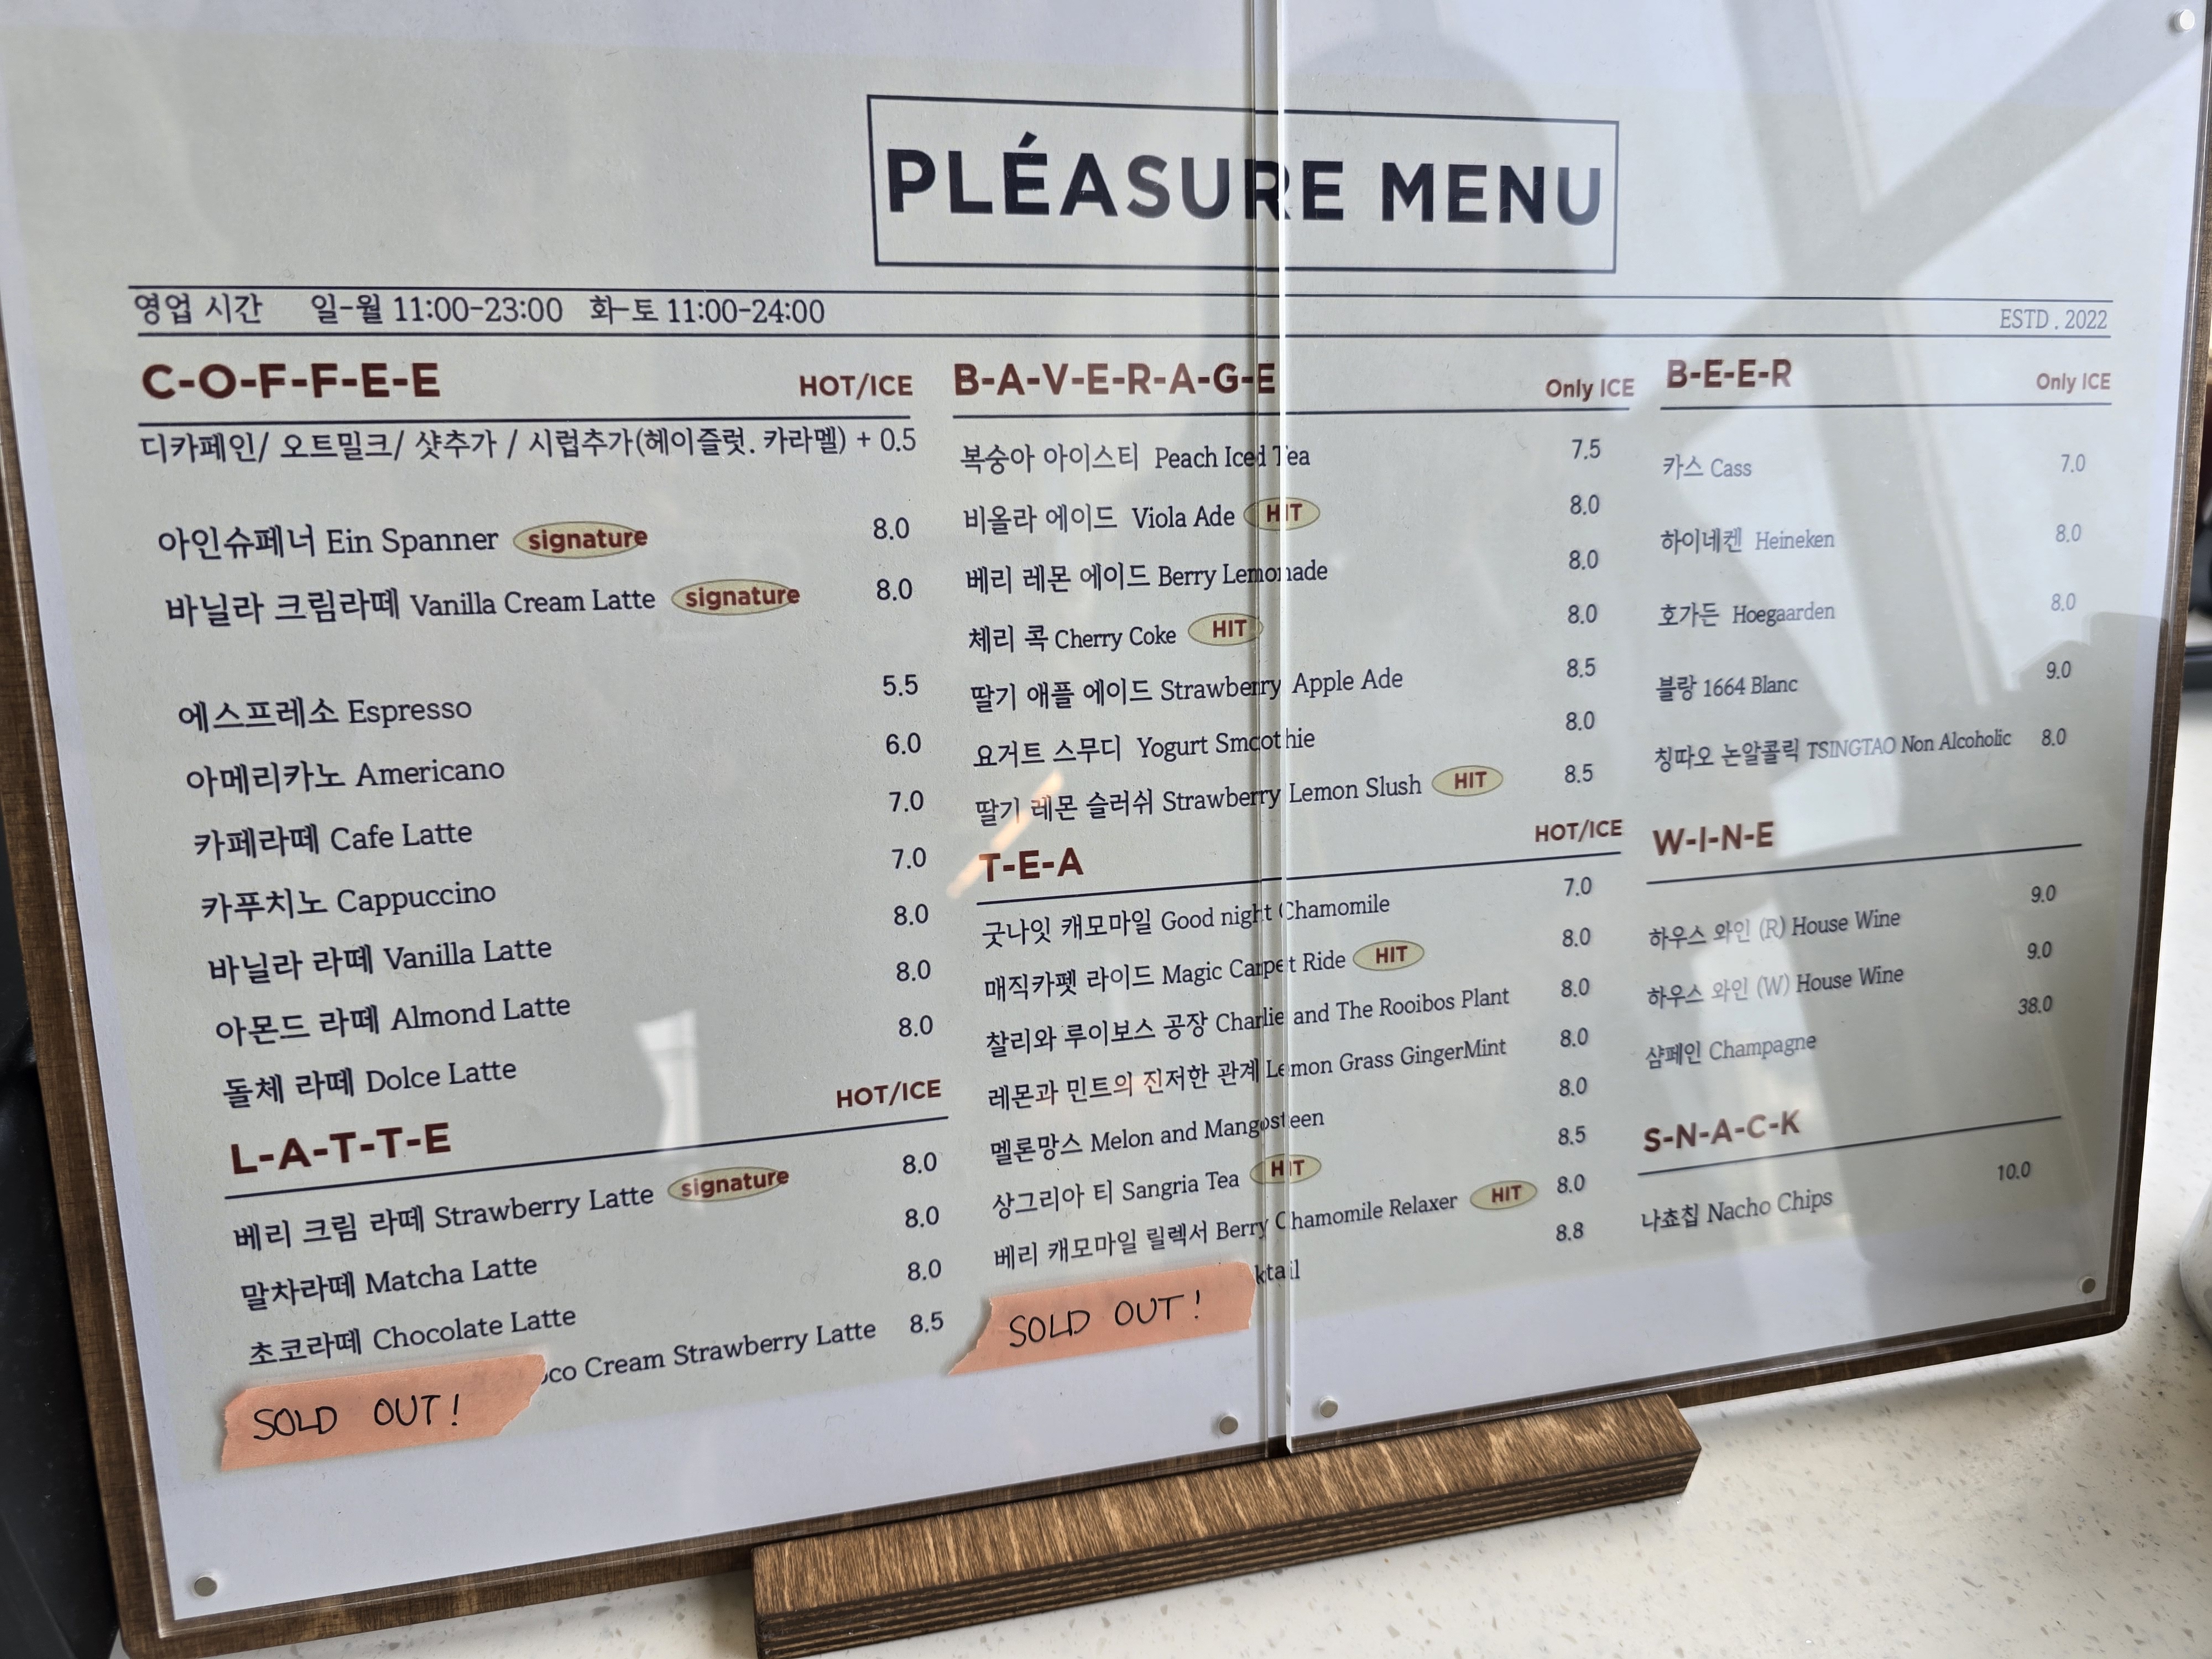 PLÉASURE MENU
영업 시간 일-월 11:00-23:00 화-토 11:00-24:00
ESTD . 2022
C-O-F-F-E-E HOT/ICE
디카페인/ 오트밀크/ 샷추가 / 시럽추가(헤이즐럿. 카라멜) + 0.5
아인슈페너 Ein Spanner signature 8.0
바닐라 크림라떼 Vanilla Cream Latte signature 8.0
에스프레소 Espresso 5.5
아메리카노 Americano 6.0
카페라떼 Cafe Latte 7.0
카푸치노 Cappuccino 7.0
바닐라 라떼 Vanilla Latte 8.0
아몬드 라떼 Almond Latte 8.0
돌체 라떼 Dolce Latte 8.0
L-A-T-T-E HOT/ICE
베리 크림 라떼 Strawberry Latte signature 8.0
말차라떼 Matcha Latte 8.0
초코라떼 Chocolate Latte 8.0
Cream Strawberry Latte 8.5
SOLD OUT!
B-A-V-E-R-A-G-E Only ICE
복숭아 아이스티 Peach Iced Tea 7.5
비올라 에이드 Viola Ade HIT 8.0
베리 레몬 에이드 Berry Lemonade 8.0
체리 콕 Cherry Coke HIT 8.0
딸기 애플 에이드 Strawberry Apple Ade 8.5
요거트 스무디 Yogurt Smoothie 8.0
딸기 레몬 슬러쉬 Strawberry Lemon Slush HIT 8.5
T-E-A HOT/ICE
굿나잇 캐모마일 Good night Chamomile 7.0
매직카펫 라이드 Magic Carpet Ride HIT 8.0
찰리와 루이보스 공장 Charlie and The Rooibos Plant 8.0
레몬과 민트의 진저한 관계 Lemon Grass GingerMint 8.0
멜론망스 Melon and Mangosteen 8.0
상그리아 티 Sangria Tea HIT 8.5
베리 캐모마일 릴렉서 Berry Chamomile Relaxer HIT 8.0
8.8
SOLD OUT!
B-E-E-R Only ICE
카스 Cass 7.0
하이네켄 Heineken 8.0
호가든 Hoegaarden 8.0
블랑 1664 Blanc 9.0
칭따오 논알콜릭 TSINGTAO Non Alcoholic 8.0
W-I-N-E
하우스 와인 (R) House Wine 9.0
하우스 와인 (W) House Wine 9.0
샴페인 Champagne 38.0
S-N-A-C-K
나쵸칩 Nacho Chips 10.0